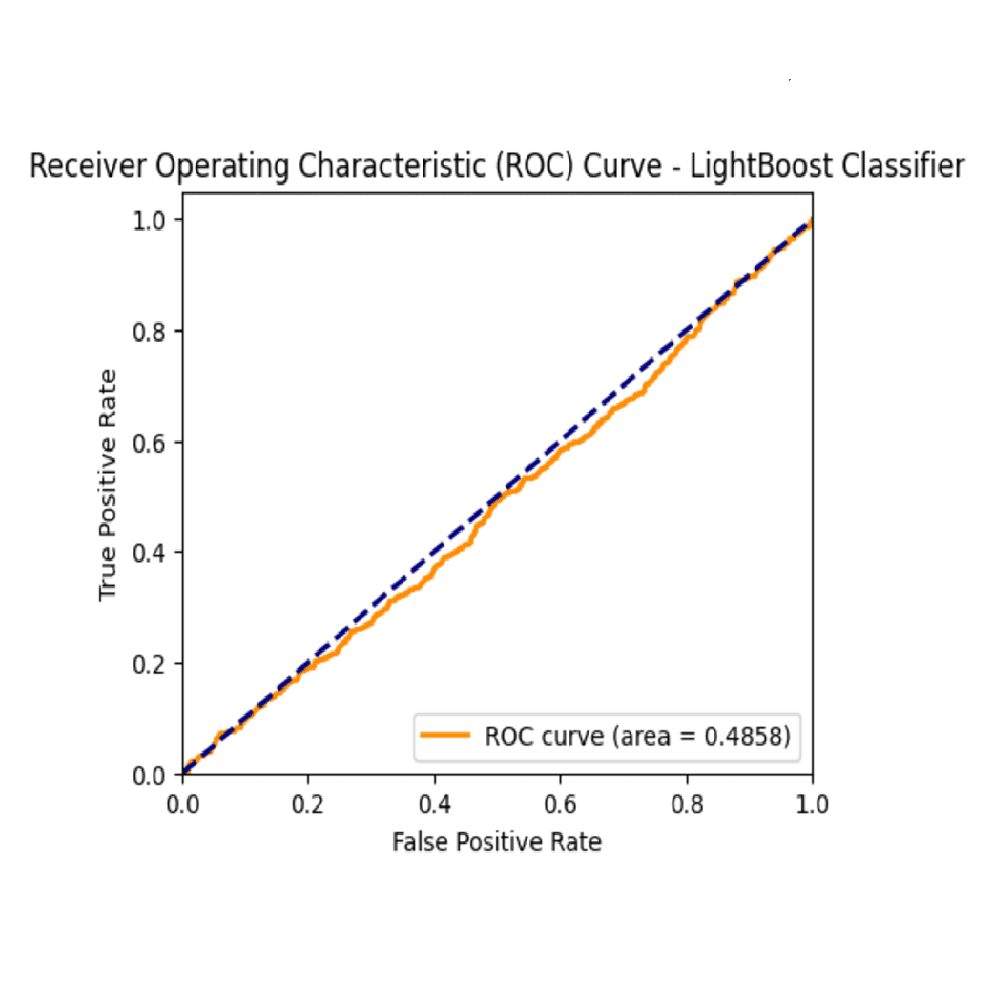 Receiver Operating Characteristic (ROC) Curve - LightBoost Classifier
1.0
0.8
0.6
0.4
0.2
0.0
True Positive Rate
ROC curve (area = 0.4858)
0.0 0.2 0.4 0.6 0.8 1.0
False Positive Rate